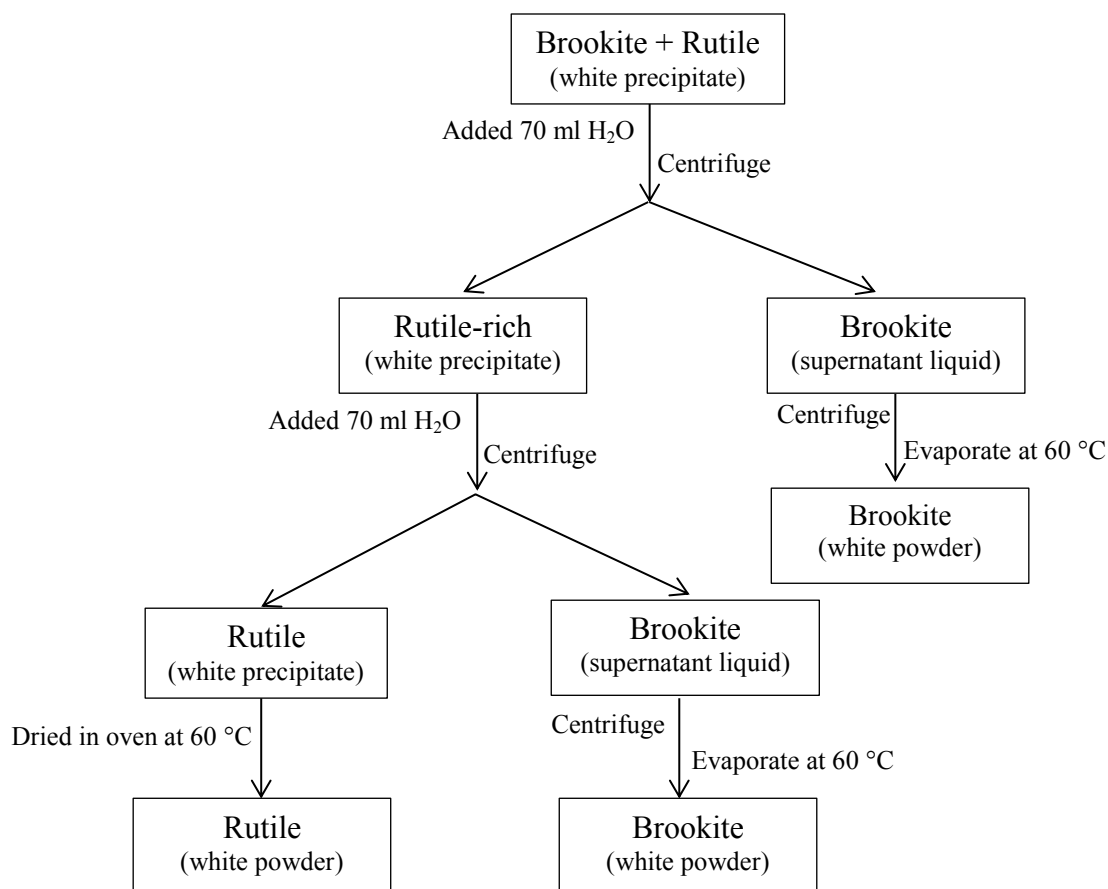 Brookite + Rutile
(white precipitate)
Added 70 ml H₂O
Centrifuge
Rutile-rich
(white precipitate)
Brookite
(supernatant liquid)
Added 70 ml H₂O
Centrifuge
Centrifuge
Evaporate at 60 °C
Brookite
(white powder)
Rutile
(white precipitate)
Brookite
(supernatant liquid)
Dried in oven at 60 °C
Centrifuge
Evaporate at 60 °C
Rutile
(white powder)
Brookite
(white powder)